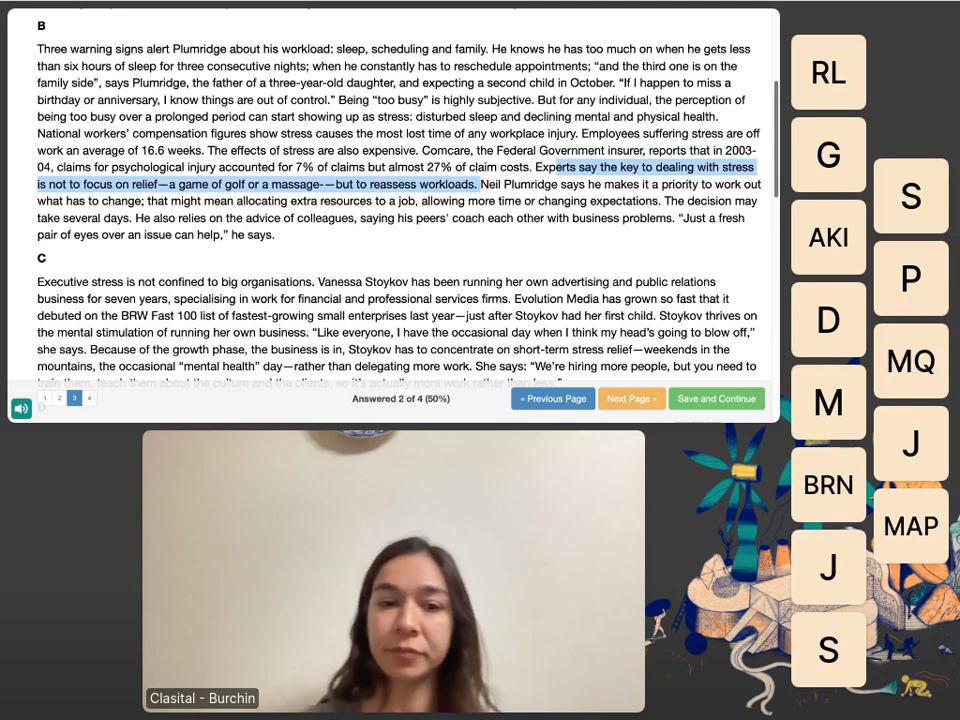 B
Three warning signs alert Plumridge about his workload: sleep, scheduling and family. He knows he has too much on when he gets less
than six hours of sleep for three consecutive nights; when he constantly has to reschedule appointments; “and the third one is on the
family side”, says Plumridge, the father of a three-year-old daughter, and expecting a second child in October. “If I happen to miss a
birthday or anniversary, I know things are out of control.” Being “too busy” is highly subjective. But for any individual, the perception of
being too busy over a prolonged period can start showing up as stress: disturbed sleep and declining mental and physical health.
National workers’ compensation figures show stress causes the most lost time of any workplace injury. Employees suffering stress are off
work an average of 16.6 weeks. The effects of stress are also expensive. Comcare, the Federal Government insurer, reports that in 2003-
04, claims for psychological injury accounted for 7% of claims but almost 27% of claim costs. Experts say the key to dealing with stress
is not to focus on relief—a game of golf or a massage-—but to reassess workloads. Neil Plumridge says he makes it a priority to work out
what has to change; that might mean allocating extra resources to a job, allowing more time or changing expectations. The decision may
take several days. He also relies on the advice of colleagues, saying his peers' coach each other with business problems. “Just a fresh
pair of eyes over an issue can help,” he says.
C
Executive stress is not confined to big organisations. Vanessa Stoykov has been running her own advertising and public relations
business for seven years, specialising in work for financial and professional services firms. Evolution Media has grown so fast that it
debuted on the BRW Fast 100 list of fastest-growing small enterprises last year—just after Stoykov had her first child. Stoykov thrives on
the mental stimulation of running her own business. “Like everyone, I have the occasional day when I think my head’s going to blow off,”
she says. Because of the growth phase, the business is in, Stoykov has to concentrate on short-term stress relief—weekends in the
mountains, the occasional “mental health” day—rather than delegating more work. She says: “We’re hiring more people, but you need to
train them, teach them about the culture and the clients, so it’s actually more work rather than less.”
D
1 2 3 4
Answered 2 of 4 (50%)
« Previous Page
Next Page »
Save and Continue
RL
G
AKI
D
M
BRN
J
S
S
P
MQ
J
MAP
Clasital - Burchin